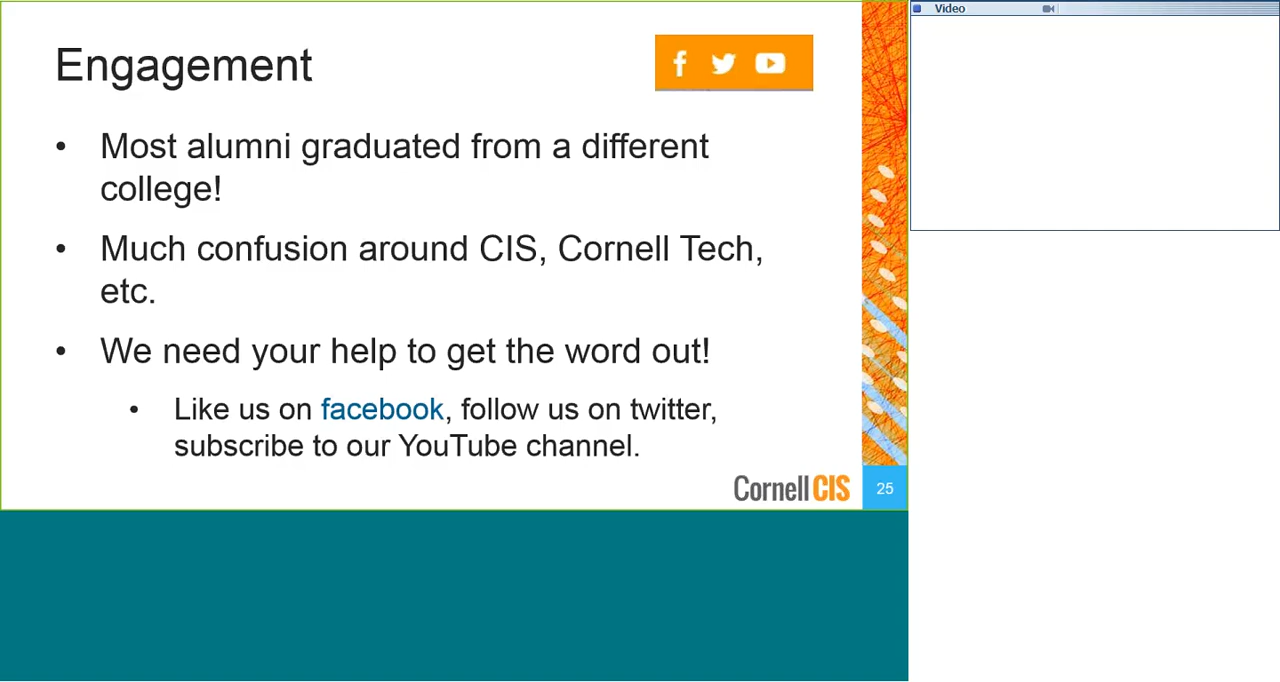 Engagement
• Most alumni graduated from a different
college!
• Much confusion around CIS, Cornell Tech,
etc.
• We need your help to get the word out!
• Like us on facebook, follow us on twitter,
subscribe to our YouTube channel.
Cornell CIS
25
Video